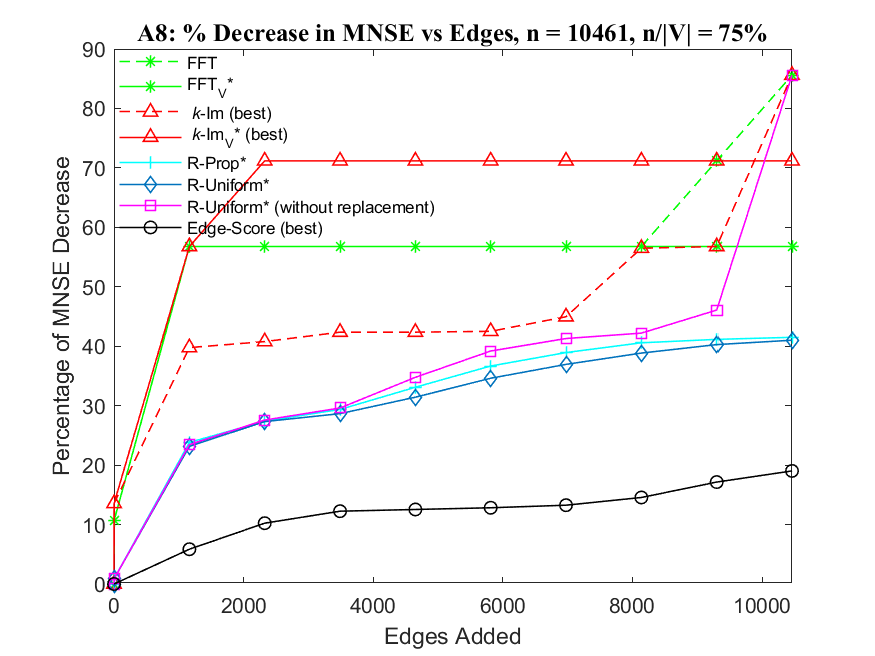 A8: % Decrease in MNSE vs Edges, n = 10461, n/|V| = 75%
90
80
70
60
50
40
30
20
10
0
Percentage of MNSE Decrease
FFT
FFT_V*
k-Im (best)
k-Im_V* (best)
R-Prop*
R-Uniform*
R-Uniform* (without replacement)
Edge-Score (best)
0 2000 4000 6000 8000 10000
Edges Added